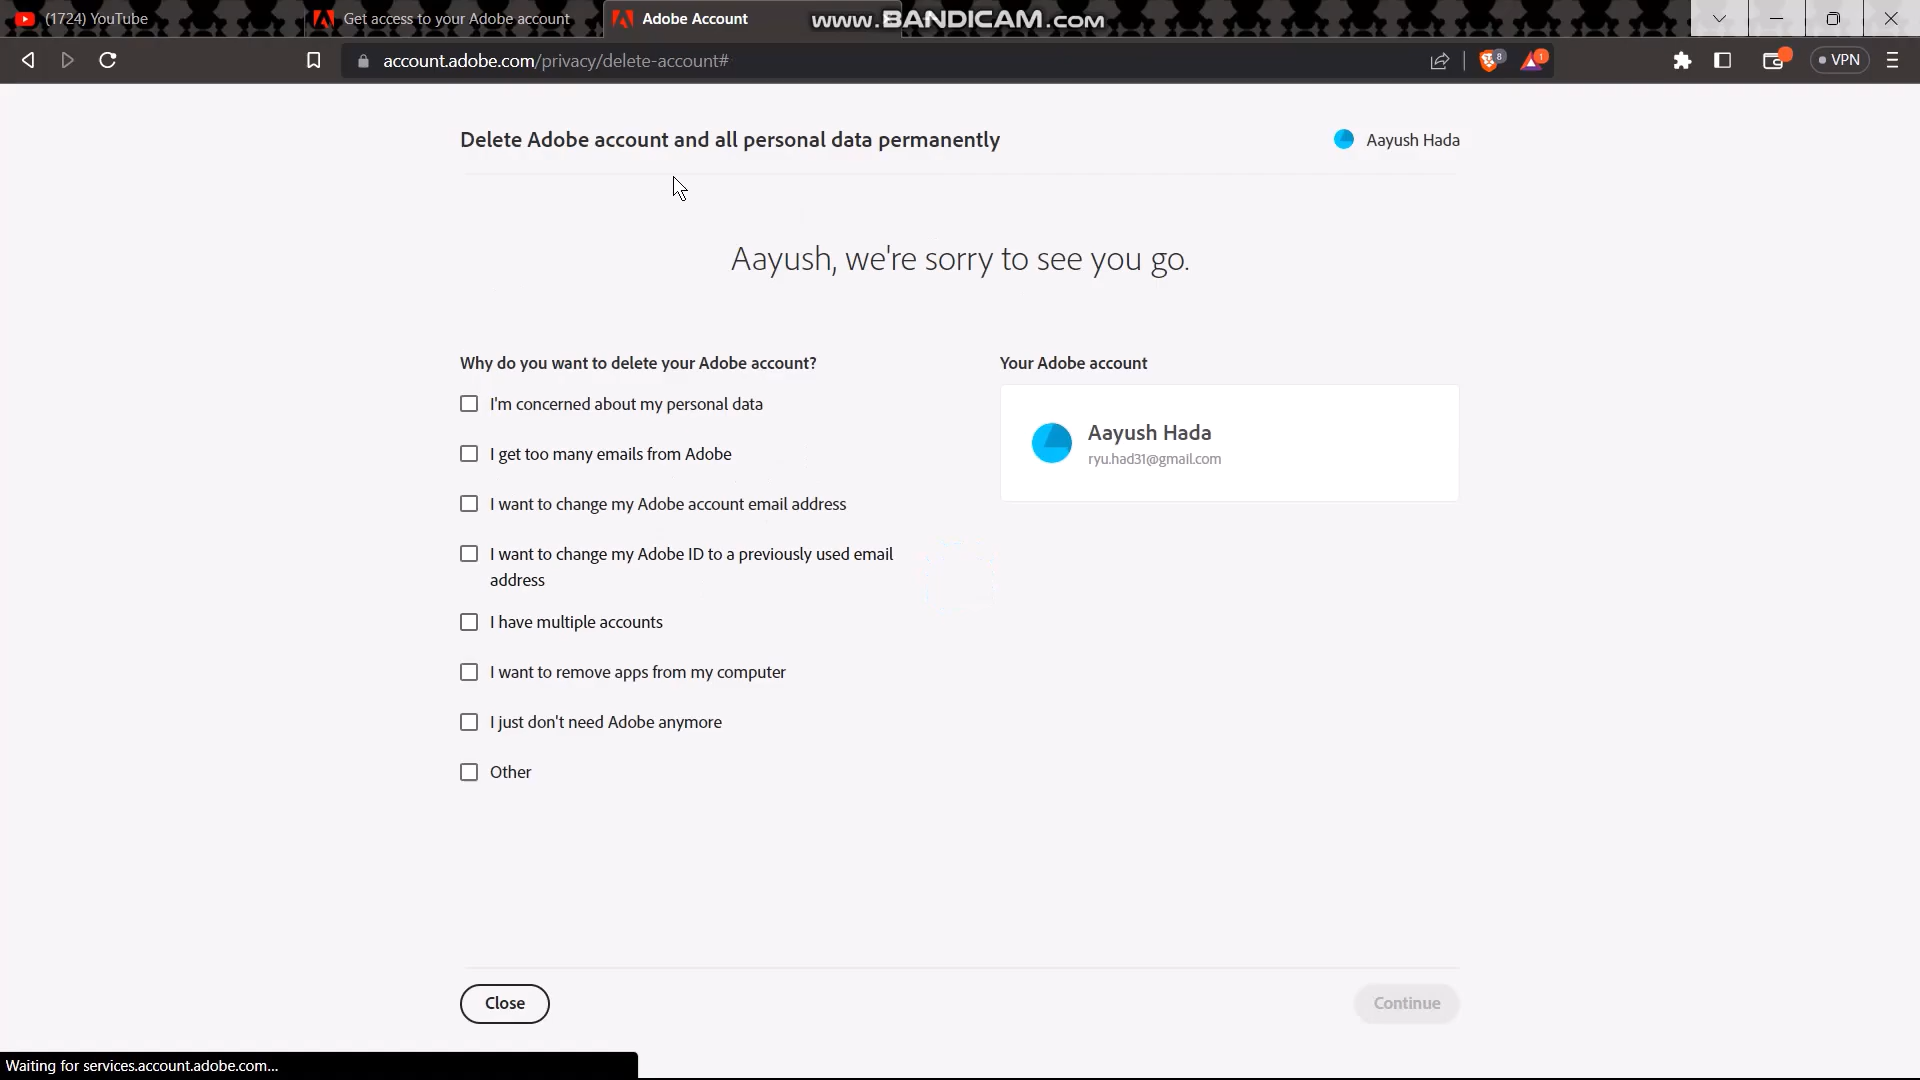 (1724) YouTube
Get access to your Adobe account
Adobe Account
www.BANDICAM.com
account.adobe.com/privacy/delete-account#
8
1
VPN
Delete Adobe account and all personal data permanently
Aayush Hada
Aayush, we're sorry to see you go.
Why do you want to delete your Adobe account?
Your Adobe account
I'm concerned about my personal data
Aayush Hada
ryu.had31@gmail.com
I get too many emails from Adobe
I want to change my Adobe account email address
I want to change my Adobe ID to a previously used email
address
I have multiple accounts
I want to remove apps from my computer
I just don't need Adobe anymore
Other
Close
Continue
Waiting for services.account.adobe.com...